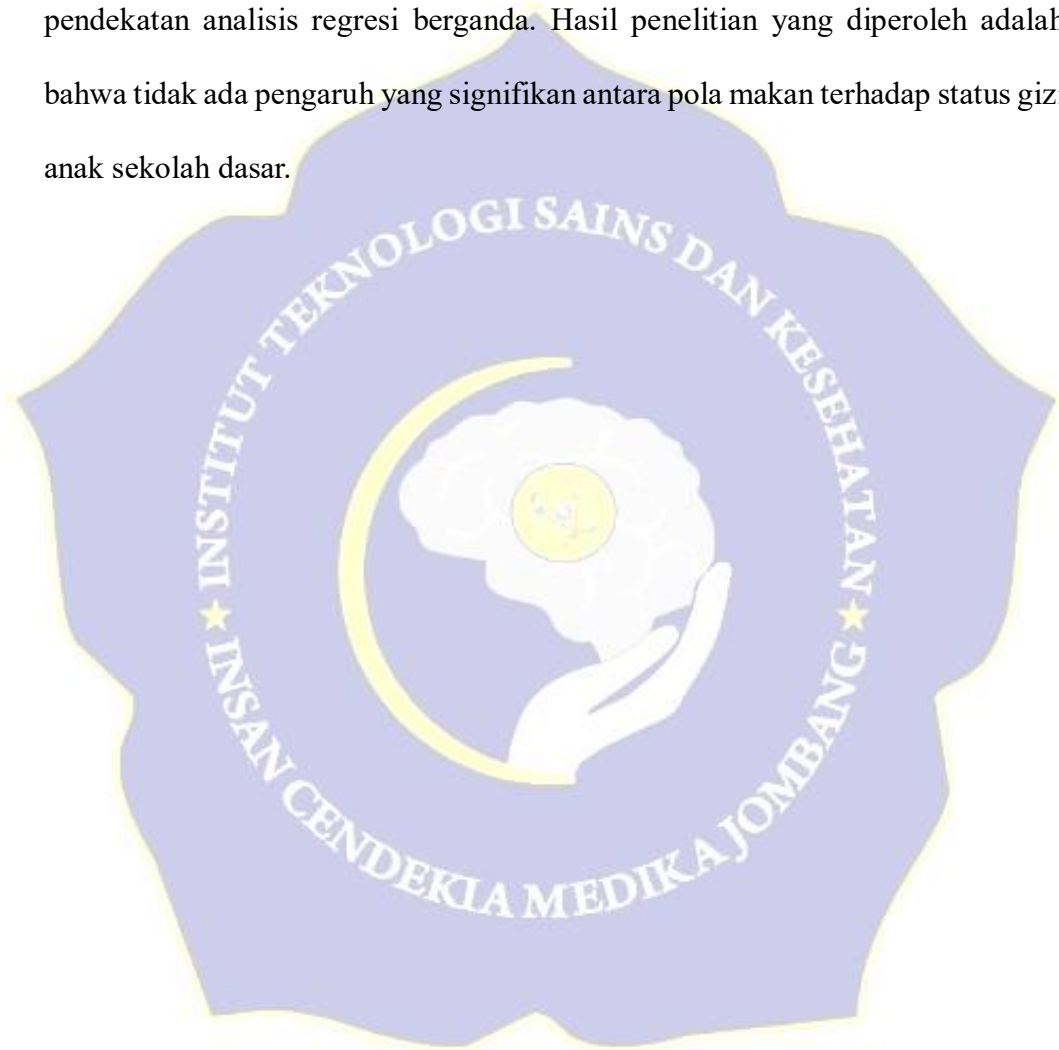 pendekatan analisis regresi berganda. Hasil penelitian yang diperoleh adalah
bahwa tidak ada pengaruh yang signifikan antara pola makan terhadap status gizi
anak sekolah dasar.
INSTITUT TEKNOLOGI SAINS DAN KESEHATAN
INSAN CENDEKIA MEDIKA JOMBANG